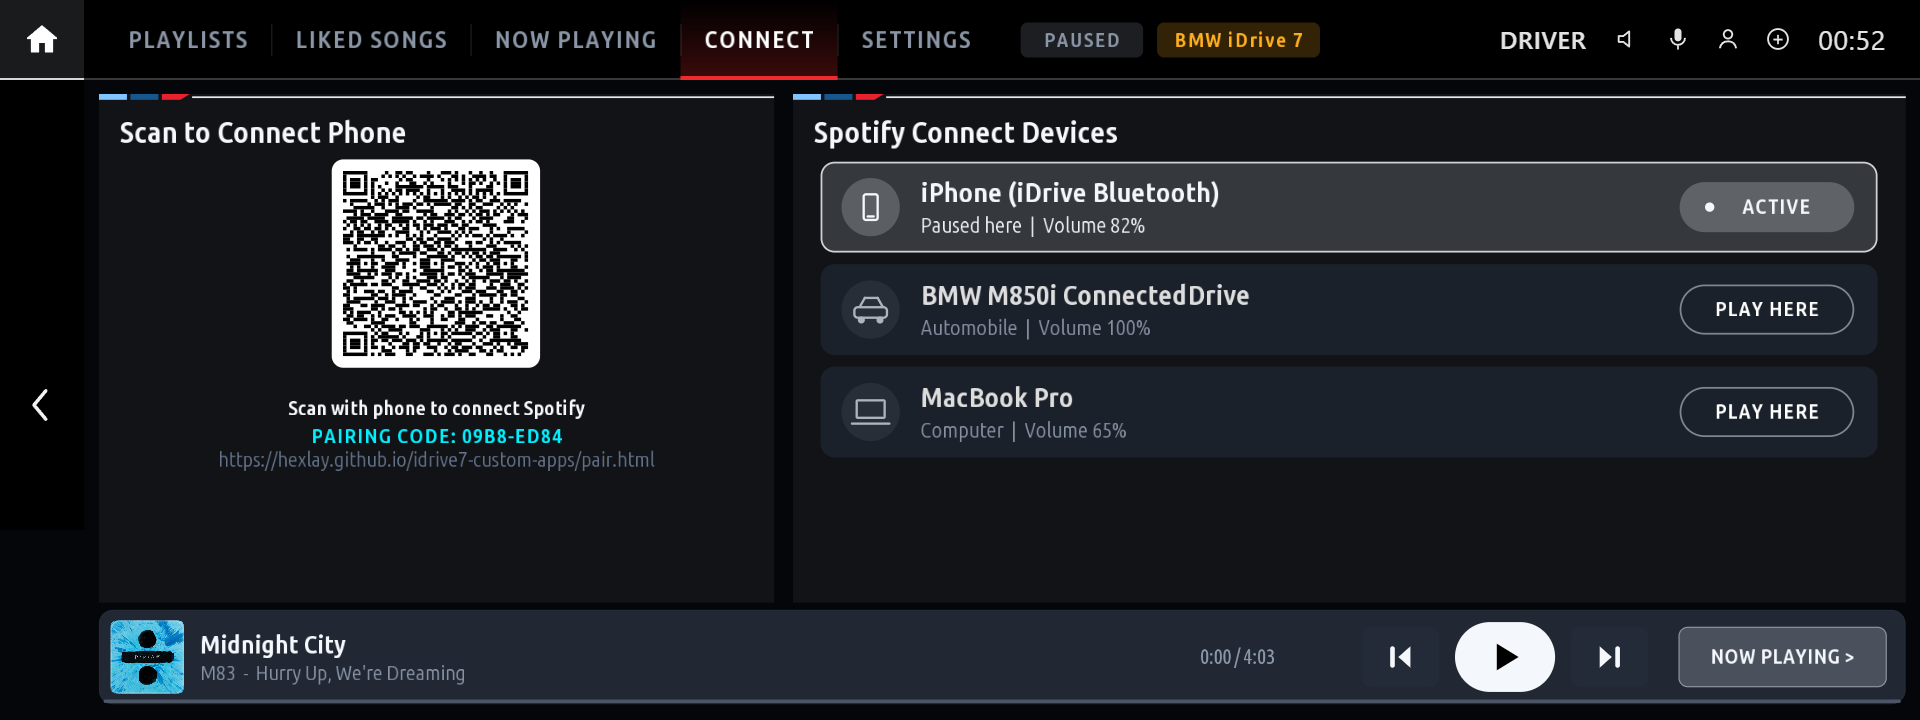 PLAYLISTS LIKED SONGS NOW PLAYING CONNECT SETTINGS PAUSED BMW iDrive 7 DRIVER 00:52
Scan to Connect Phone
Scan with phone to connect Spotify
PAIRING CODE: 09B8-ED84
https://hexlay.github.io/idrive7-custom-apps/pair.html
Spotify Connect Devices
iPhone (iDrive Bluetooth)
Paused here | Volume 82%
ACTIVE
BMW M850i ConnectedDrive
Automobile | Volume 100%
PLAY HERE
MacBook Pro
Computer | Volume 65%
PLAY HERE
Midnight City
M83 - Hurry Up, We're Dreaming
0:00 / 4:03
NOW PLAYING >